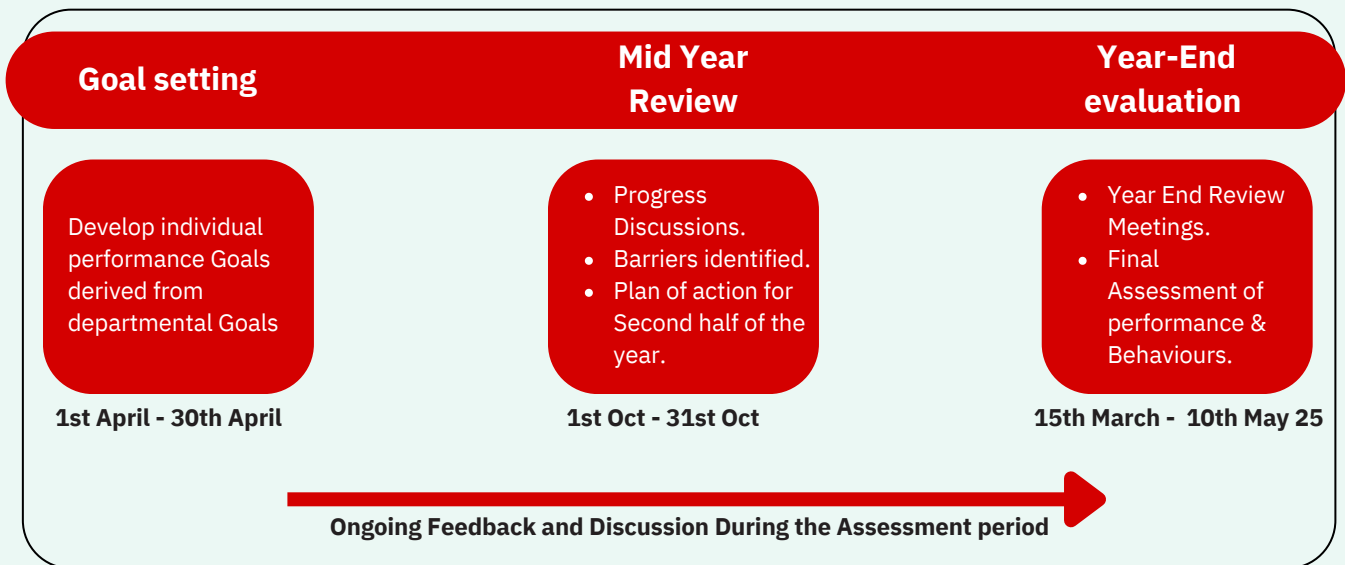 Goal setting
Mid Year
Review
Year-End
evaluation
Develop individual
performance Goals
derived from
departmental Goals
1st April - 30th April
• Progress
Discussions.
• Barriers identified.
• Plan of action for
Second half of the
year.
1st Oct - 31st Oct
• Year End Review
Meetings.
• Final
Assessment of
performance &
Behaviours.
15th March - 10th May 25
Ongoing Feedback and Discussion During the Assessment period